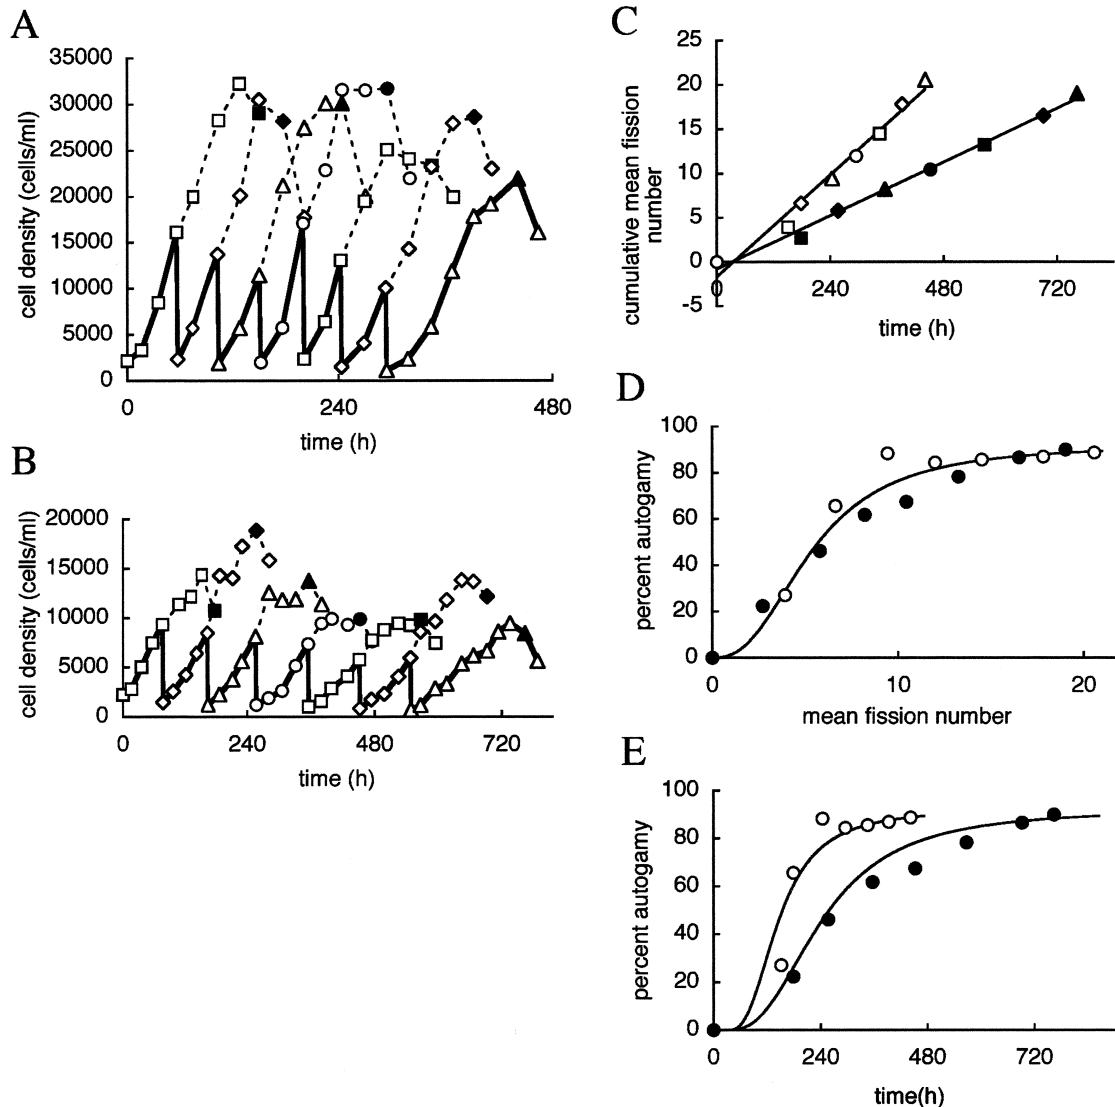 A
35000
30000
25000
20000
15000
10000
5000
0
cell density (cells/ml)
0 240 480
time (h)
B
20000
15000
10000
5000
0
cell density (cells/ml)
0 240 480 720
time (h)
C
25
20
15
10
5
0
-5
cumulative mean fission
number
0 240 480 720
time (h)
D
100
80
60
40
20
0
percent autogamy
0 10 20
mean fission number
E
100
80
60
40
20
0
percent autogamy
0 240 480 720
time(h)